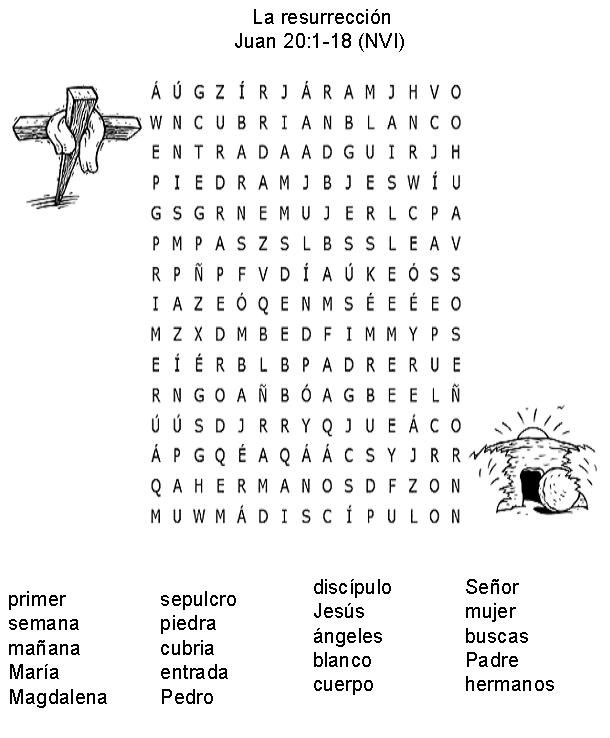 La resurrección
Juan 20:1-18 (NVI)
Á Ú G Z Í R J Á R A M J H V O
W N C U B R I A N B L A N C O
E N T R A D A A D G U I R J H
P I E D R A M J B J E S W Í U
G S G R N E M U J E R L C P A
P M P A S Z S L B S S L E A V
R P Ñ P F V D Í A Ú K E Ó S S
I A Z E Ó Q E N M S É E É E O
M Z X D M B E D F I M M Y P S
E Í É R B L B P A D R E R U E
R N G O A Ñ B Ó A G B E E L Ñ
Ú Ú S D J R R Y Q J U E Á C O
Á P G Q É A Q Á Á C S Y J R R
Q A H E R M A N O S D F Z O N
M U W M Á D I S C Í P U L O N
primer sepulcro discípulo Señor
semana piedra Jesús mujer
mañana cubria ángeles buscas
María entrada blanco Padre
Magdalena Pedro cuerpo hermanos